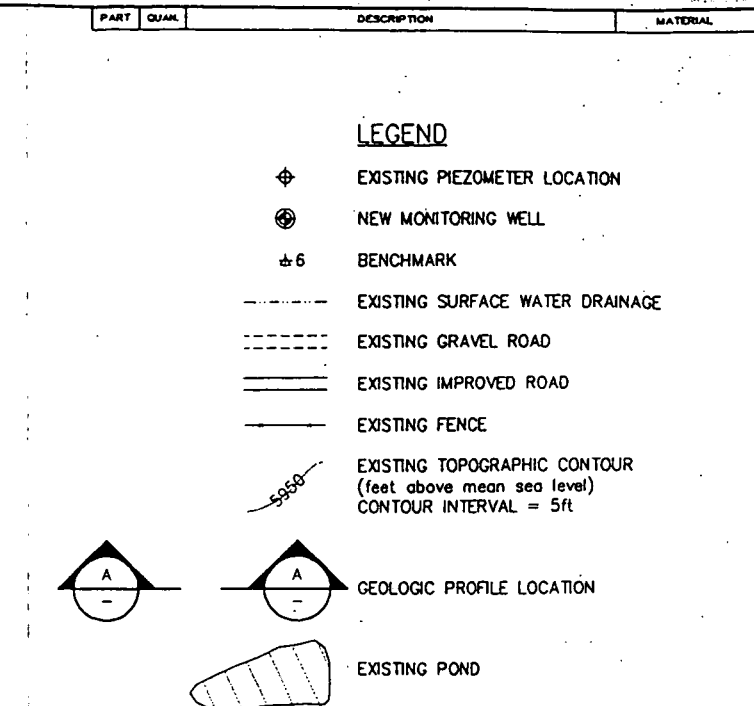 PART QUAN. DESCRIPTION MATERIAL
LEGEND
EXISTING PIEZOMETER LOCATION
NEW MONITORING WELL
6 BENCHMARK
EXISTING SURFACE WATER DRAINAGE
EXISTING GRAVEL ROAD
EXISTING IMPROVED ROAD
EXISTING FENCE
5950
EXISTING TOPOGRAPHIC CONTOUR
(feet above mean sea level)
CONTOUR INTERVAL = 5ft
A A
- -
GEOLOGIC PROFILE LOCATION
EXISTING POND